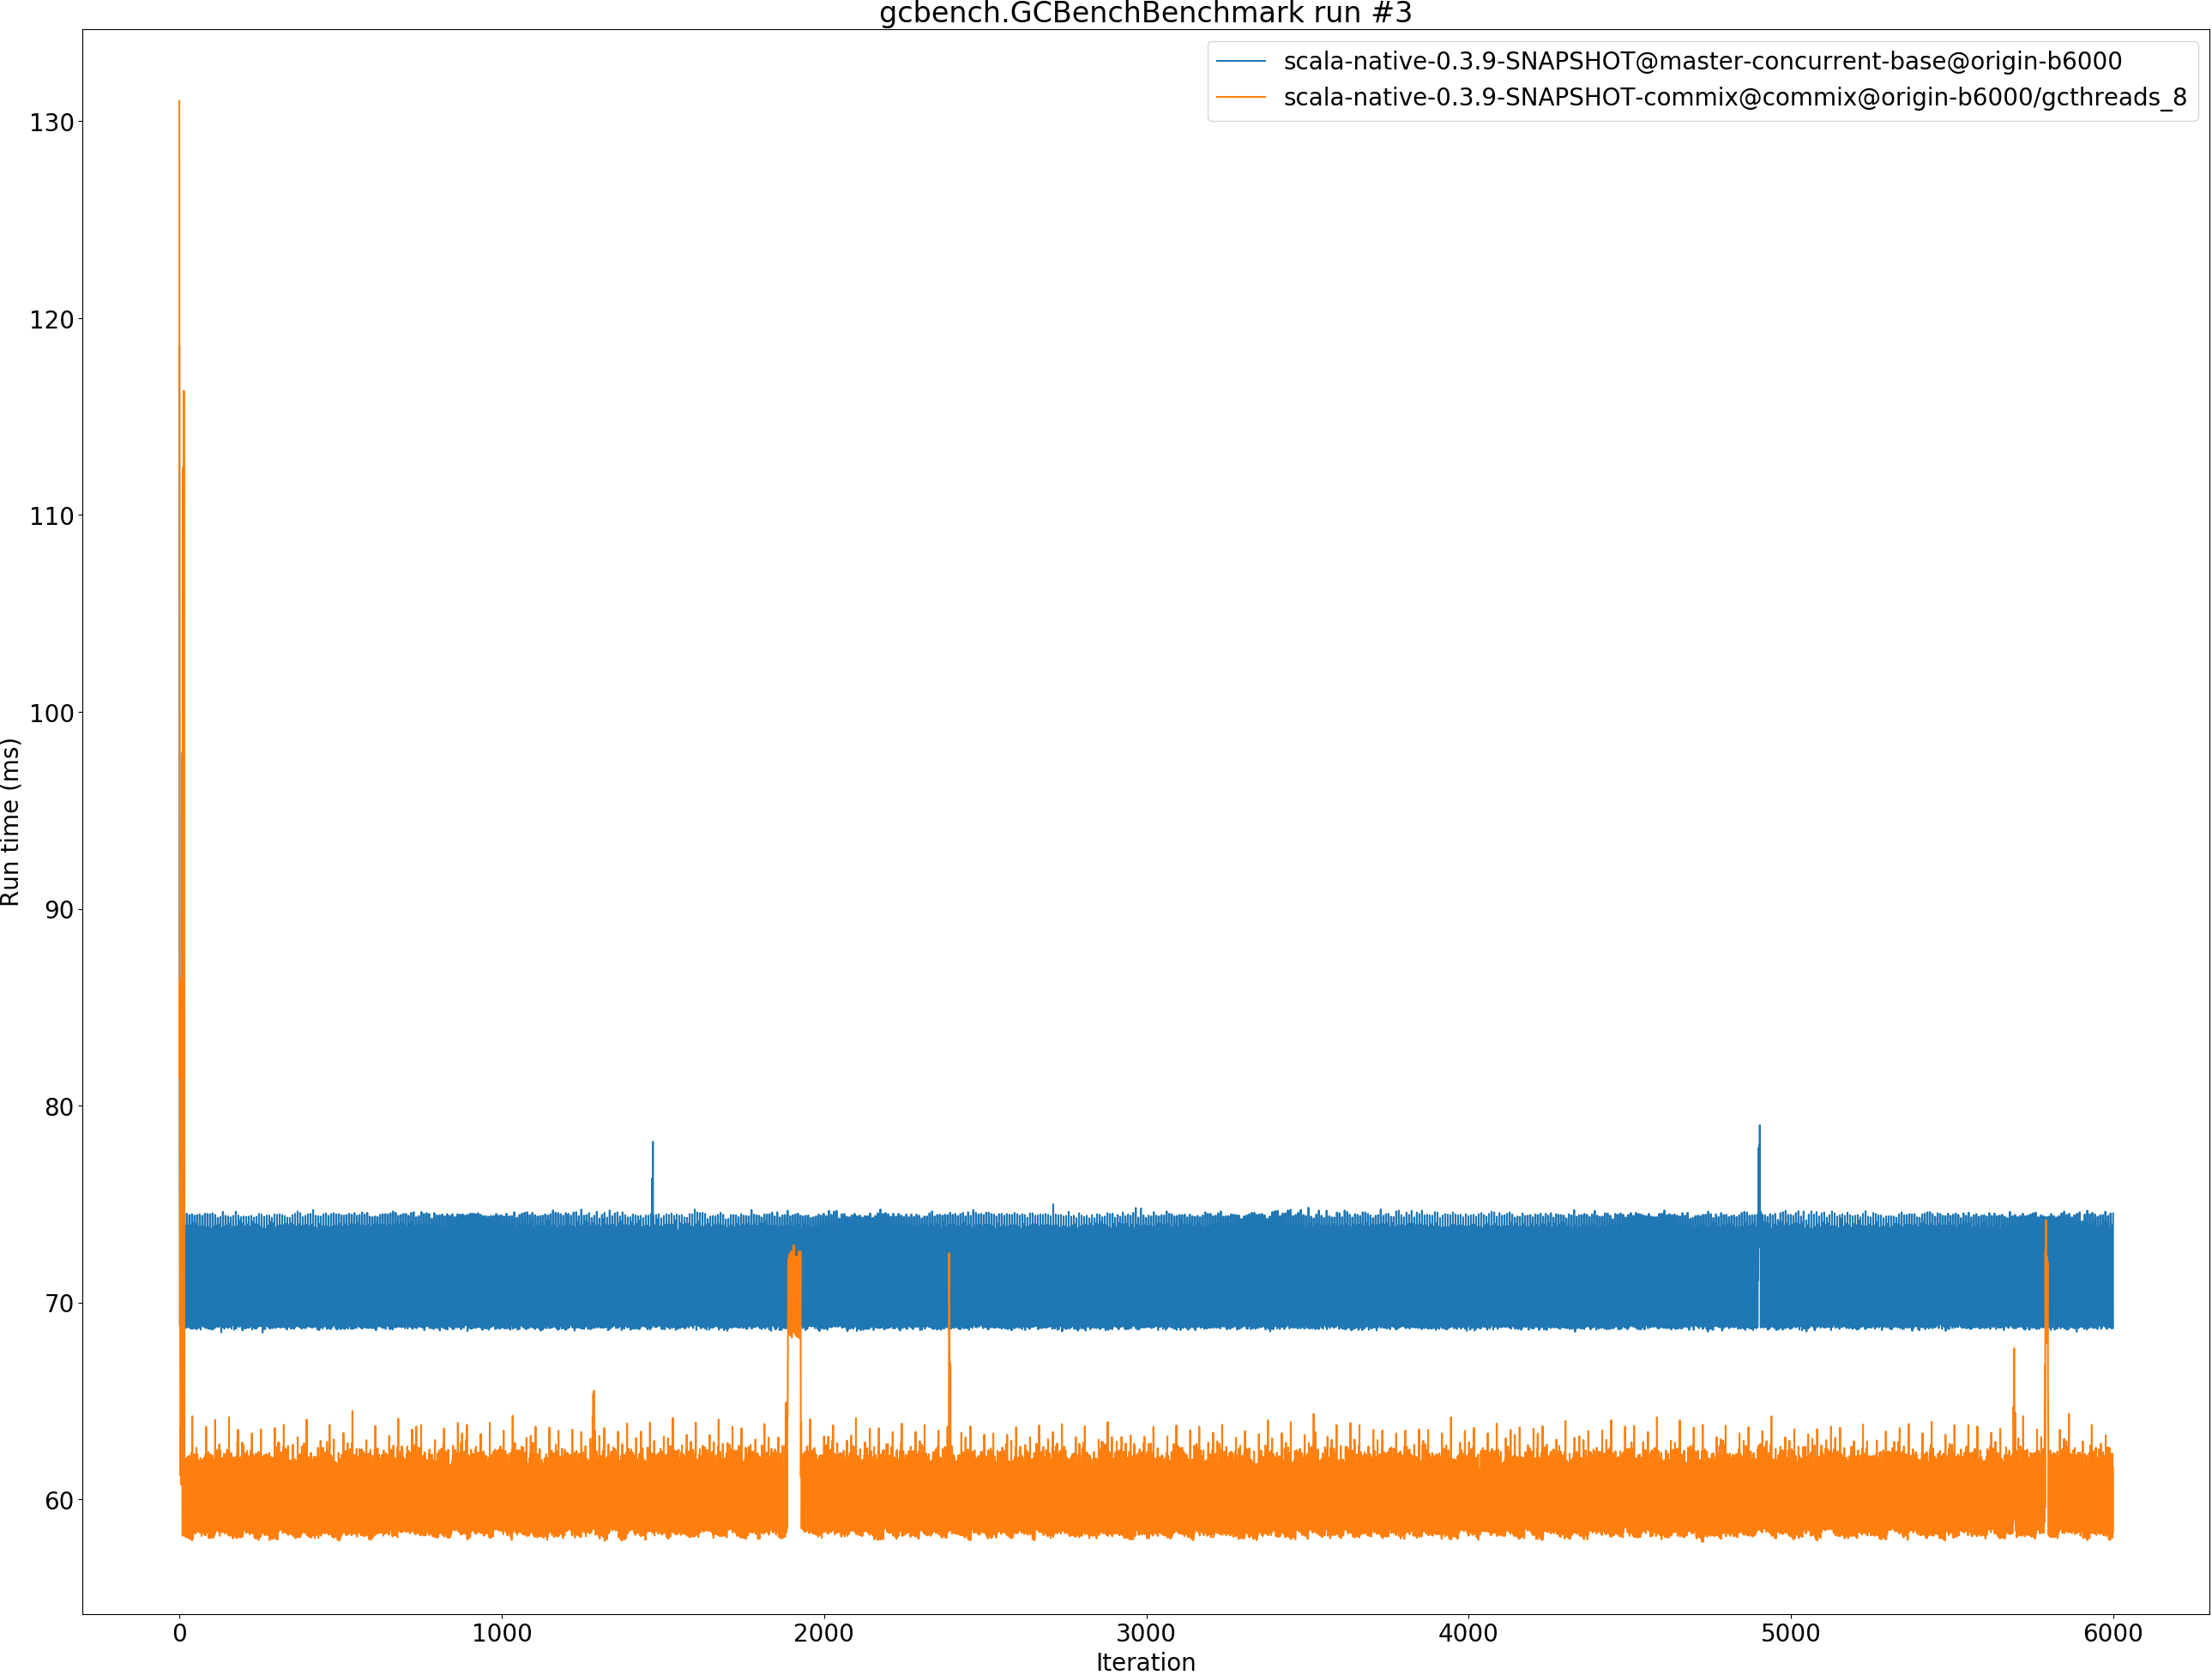 gcbench.GCBenchBenchmark run #3
scala-native-0.3.9-SNAPSHOT@master-concurrent-base@origin-b6000
scala-native-0.3.9-SNAPSHOT-commix@commix@origin-b6000/gcthreads_8
Run time (ms)
130
120
110
100
90
80
70
60
0 1000 2000 3000 4000 5000 6000
Iteration